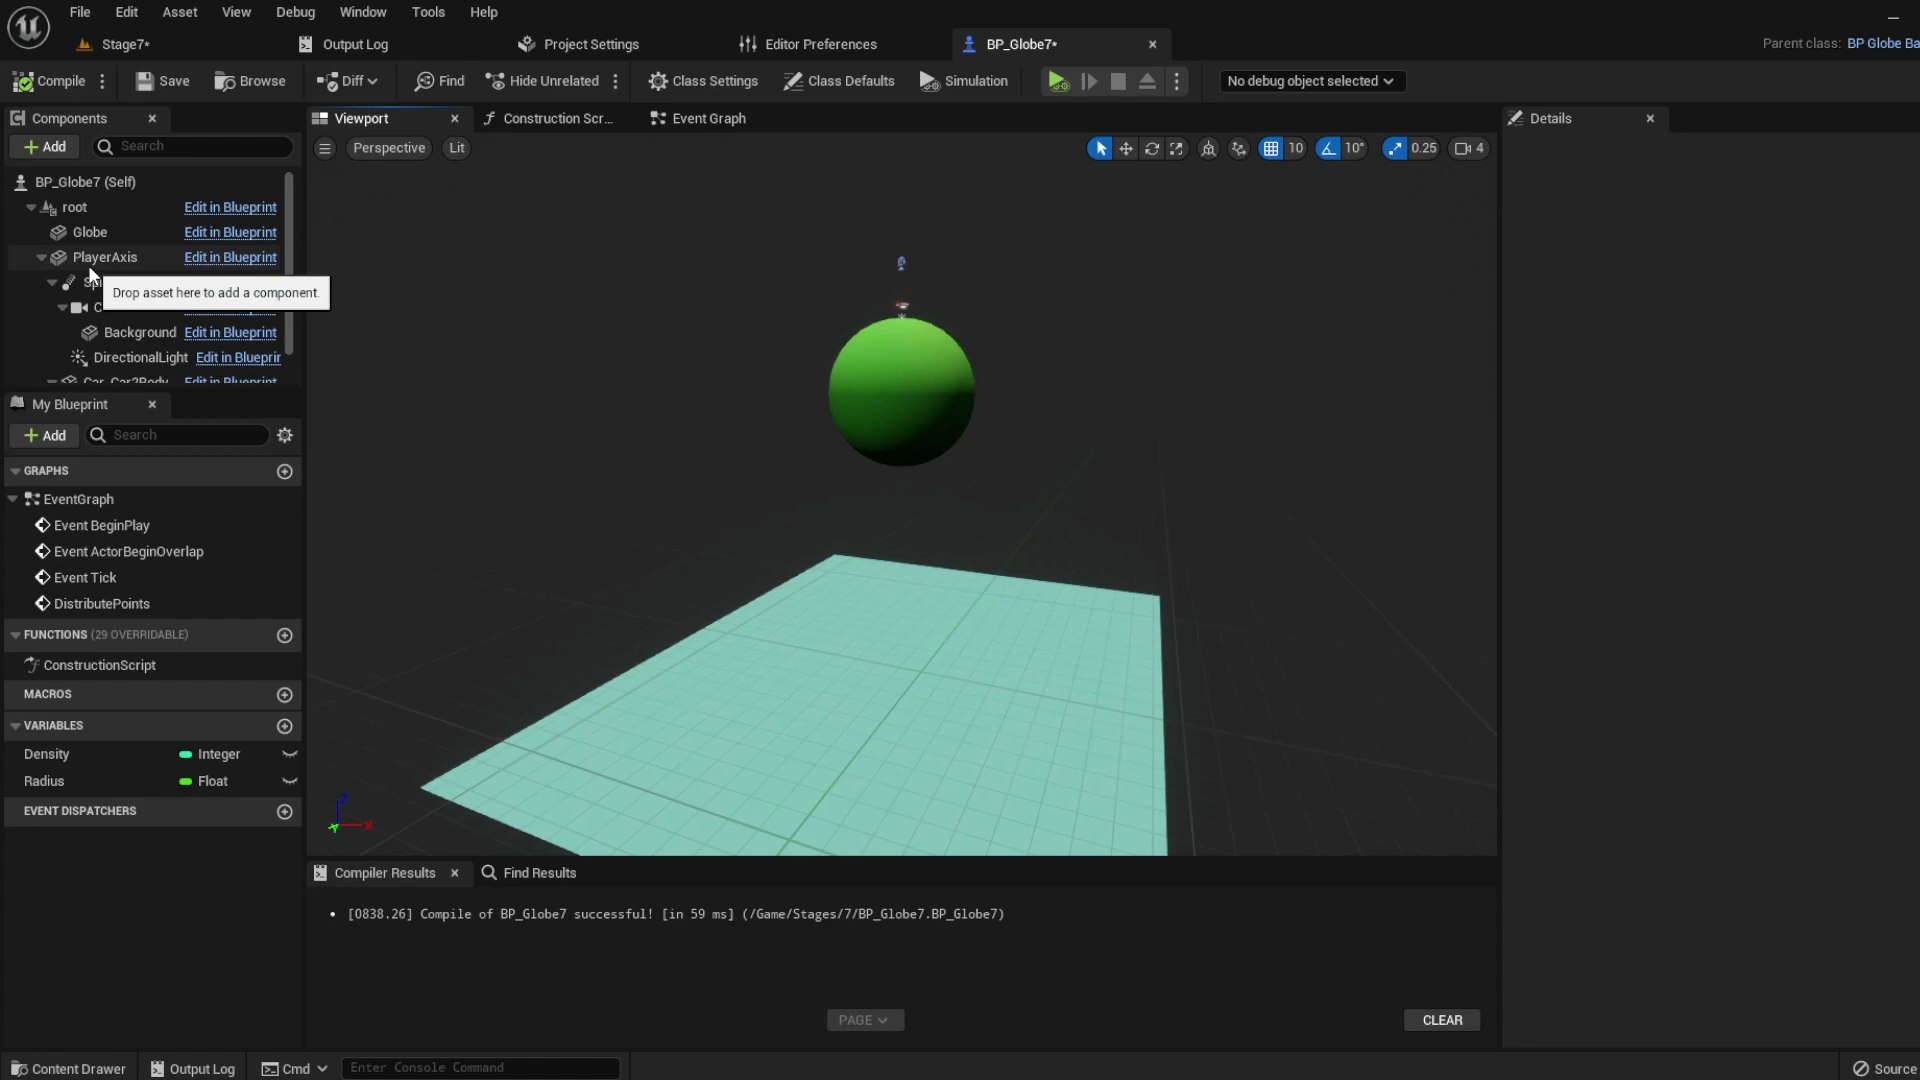 File Edit Asset View Debug Window Tools Help
Stage7* Output Log Project Settings Editor Preferences BP_Globe7* Parent class: BP Globe Ba
Compile Save Browse Diff Find Hide Unrelated Class Settings Class Defaults Simulation No debug object selected
Components Viewport Construction Scr... Event Graph Details
+ Add Search Perspective Lit 10 10° 0.25 4
BP_Globe7 (Self)
root Edit in Blueprint
Globe Edit in Blueprint
PlayerAxis Edit in Blueprint
Drop asset here to add a component.
Background Edit in Blueprint
DirectionalLight Edit in Blueprir
Car_Car2Body Edit in Blueprint
My Blueprint
+ Add Search
GRAPHS
EventGraph
Event BeginPlay
Event ActorBeginOverlap
Event Tick
DistributePoints
FUNCTIONS (29 OVERRIDABLE)
ConstructionScript
MACROS
VARIABLES
Density Integer
Radius Float
EVENT DISPATCHERS
Z
Y X
Compiler Results Find Results
• [0838.26] Compile of BP_Globe7 successful! [in 59 ms] (/Game/Stages/7/BP_Globe7.BP_Globe7)
PAGE CLEAR
Content Drawer Output Log Cmd Enter Console Command Source